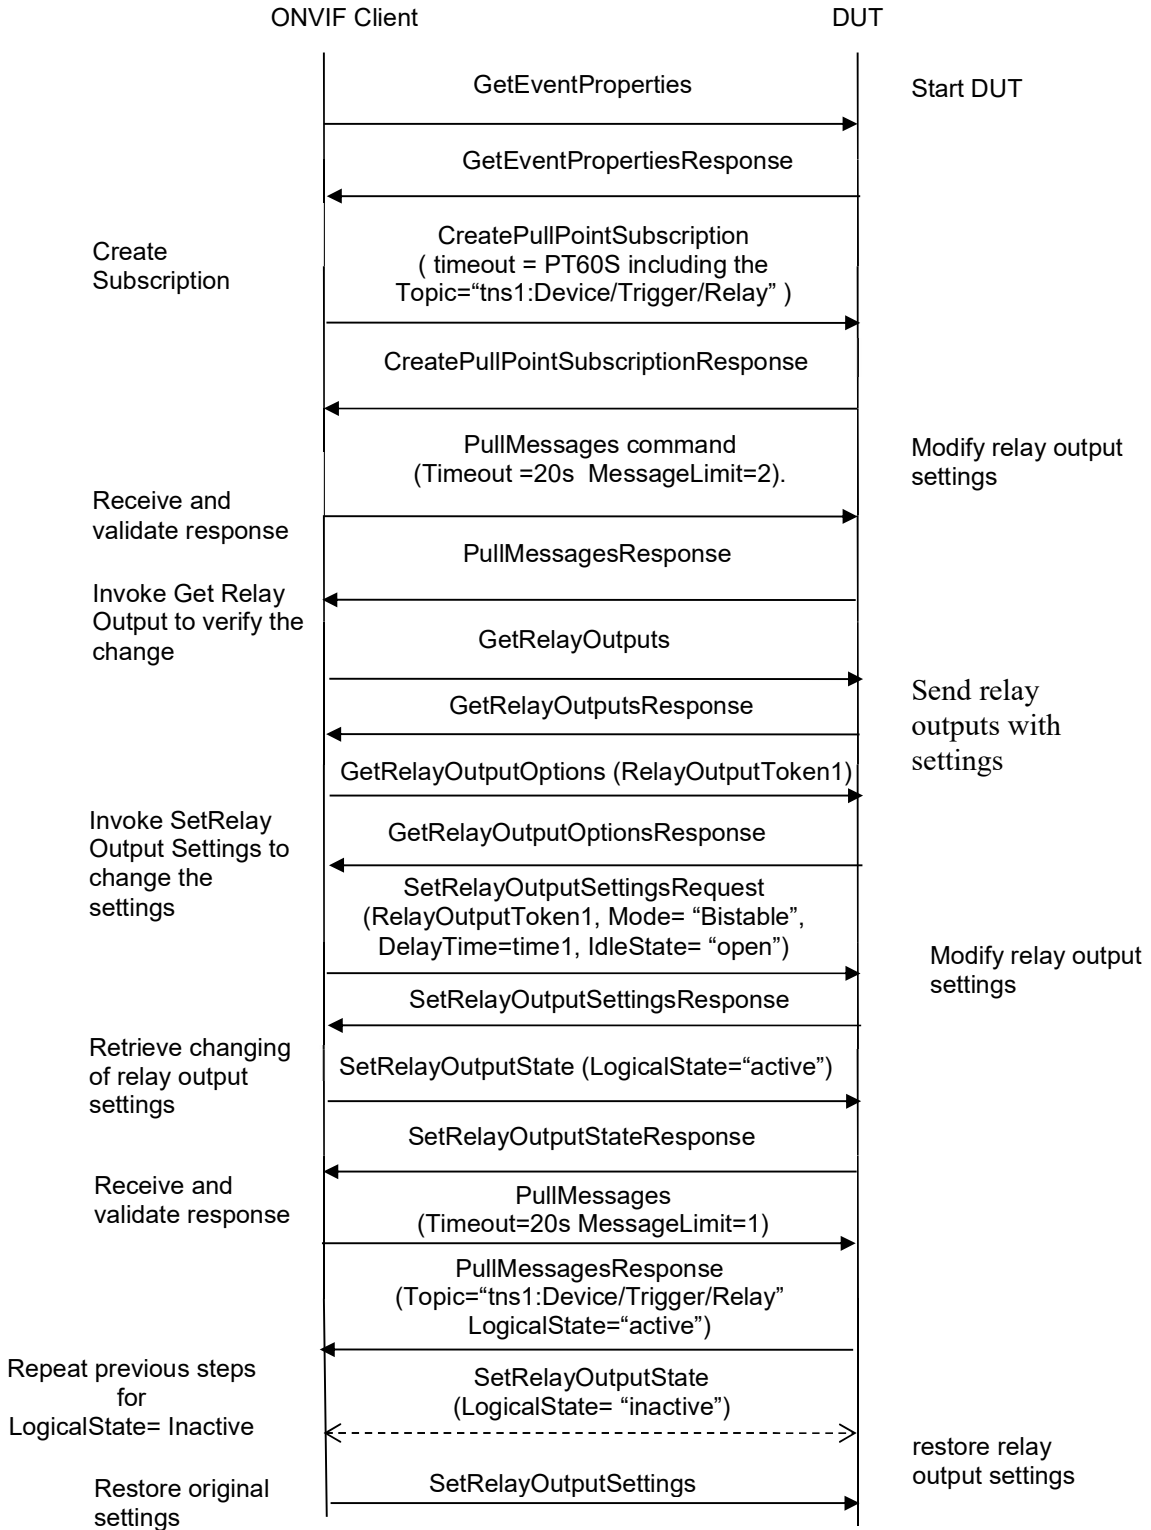 ONVIF Client
DUT
GetEventProperties
Start DUT
GetEventPropertiesResponse
Create
Subscription
CreatePullPointSubscription
( timeout = PT60S including the
Topic=“tns1:Device/Trigger/Relay” )
CreatePullPointSubscriptionResponse
PullMessages command
(Timeout =20s  MessageLimit=2).
Modify relay output
settings
Receive and
validate response
PullMessagesResponse
Invoke Get Relay
Output to verify the
change
GetRelayOutputs
GetRelayOutputsResponse
Send relay
outputs with
settings
GetRelayOutputOptions (RelayOutputToken1)
Invoke SetRelay
Output Settings to
change the
settings
GetRelayOutputOptionsResponse
SetRelayOutputSettingsRequest
(RelayOutputToken1, Mode= “Bistable”,
DelayTime=time1, IdleState= “open”)
Modify relay output
settings
SetRelayOutputSettingsResponse
Retrieve changing
of relay output
settings
SetRelayOutputState (LogicalState=“active”)
SetRelayOutputStateResponse
Receive and
validate response
PullMessages
(Timeout=20s MessageLimit=1)
PullMessagesResponse
(Topic=“tns1:Device/Trigger/Relay”
LogicalState=“active”)
Repeat previous steps
for
LogicalState= Inactive
SetRelayOutputState
(LogicalState= “inactive”)
restore relay
output settings
Restore original
settings
SetRelayOutputSettings